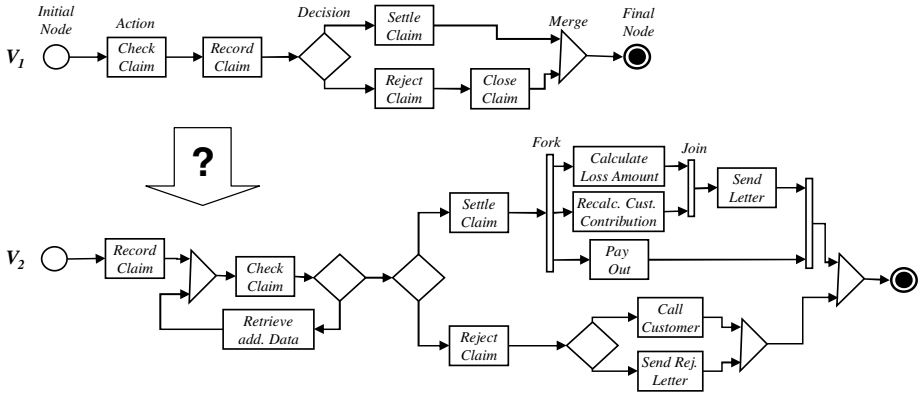 Initial
Node
Action
Decision
Merge
Final
Node
V1
Check
Claim
Record
Claim
Settle
Claim
Reject
Claim
Close
Claim
?
Fork
Join
Calculate
Loss Amount
Send
Letter
Settle
Claim
Recalc. Cust.
Contribution
Pay
Out
V2
Record
Claim
Check
Claim
Retrieve
add. Data
Reject
Claim
Call
Customer
Send Rej.
Letter